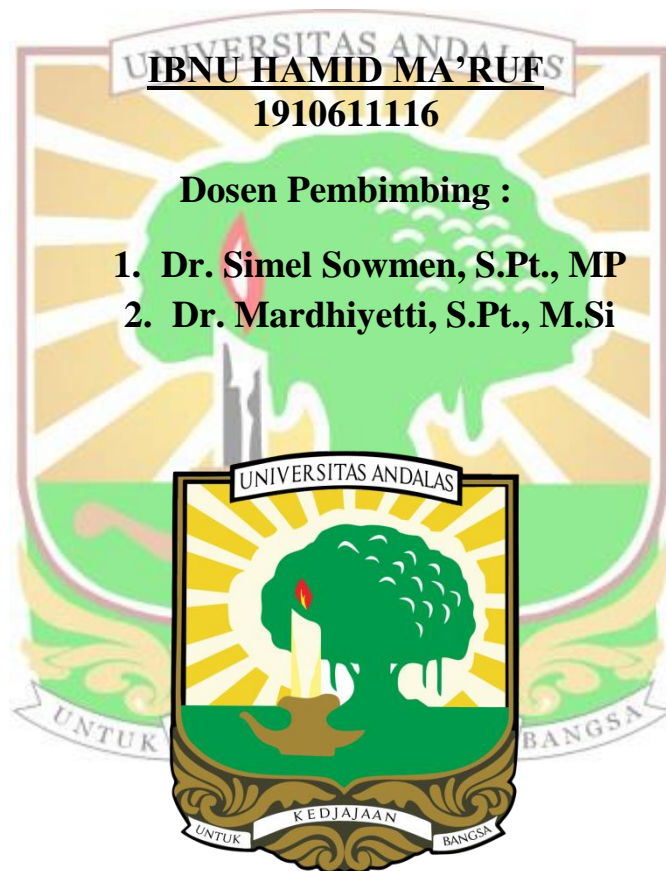 UNIVERSITAS ANDALAS
IBNU HAMID MA’RUF
1910611116
Dosen Pembimbing :
1. Dr. Simel Sowmen, S.Pt., MP
2. Dr. Mardhiyetti, S.Pt., M.Si
UNIVERSITAS ANDALAS
UNTUK BANGSA
UNTUK KEDJAJAAN BANGSA